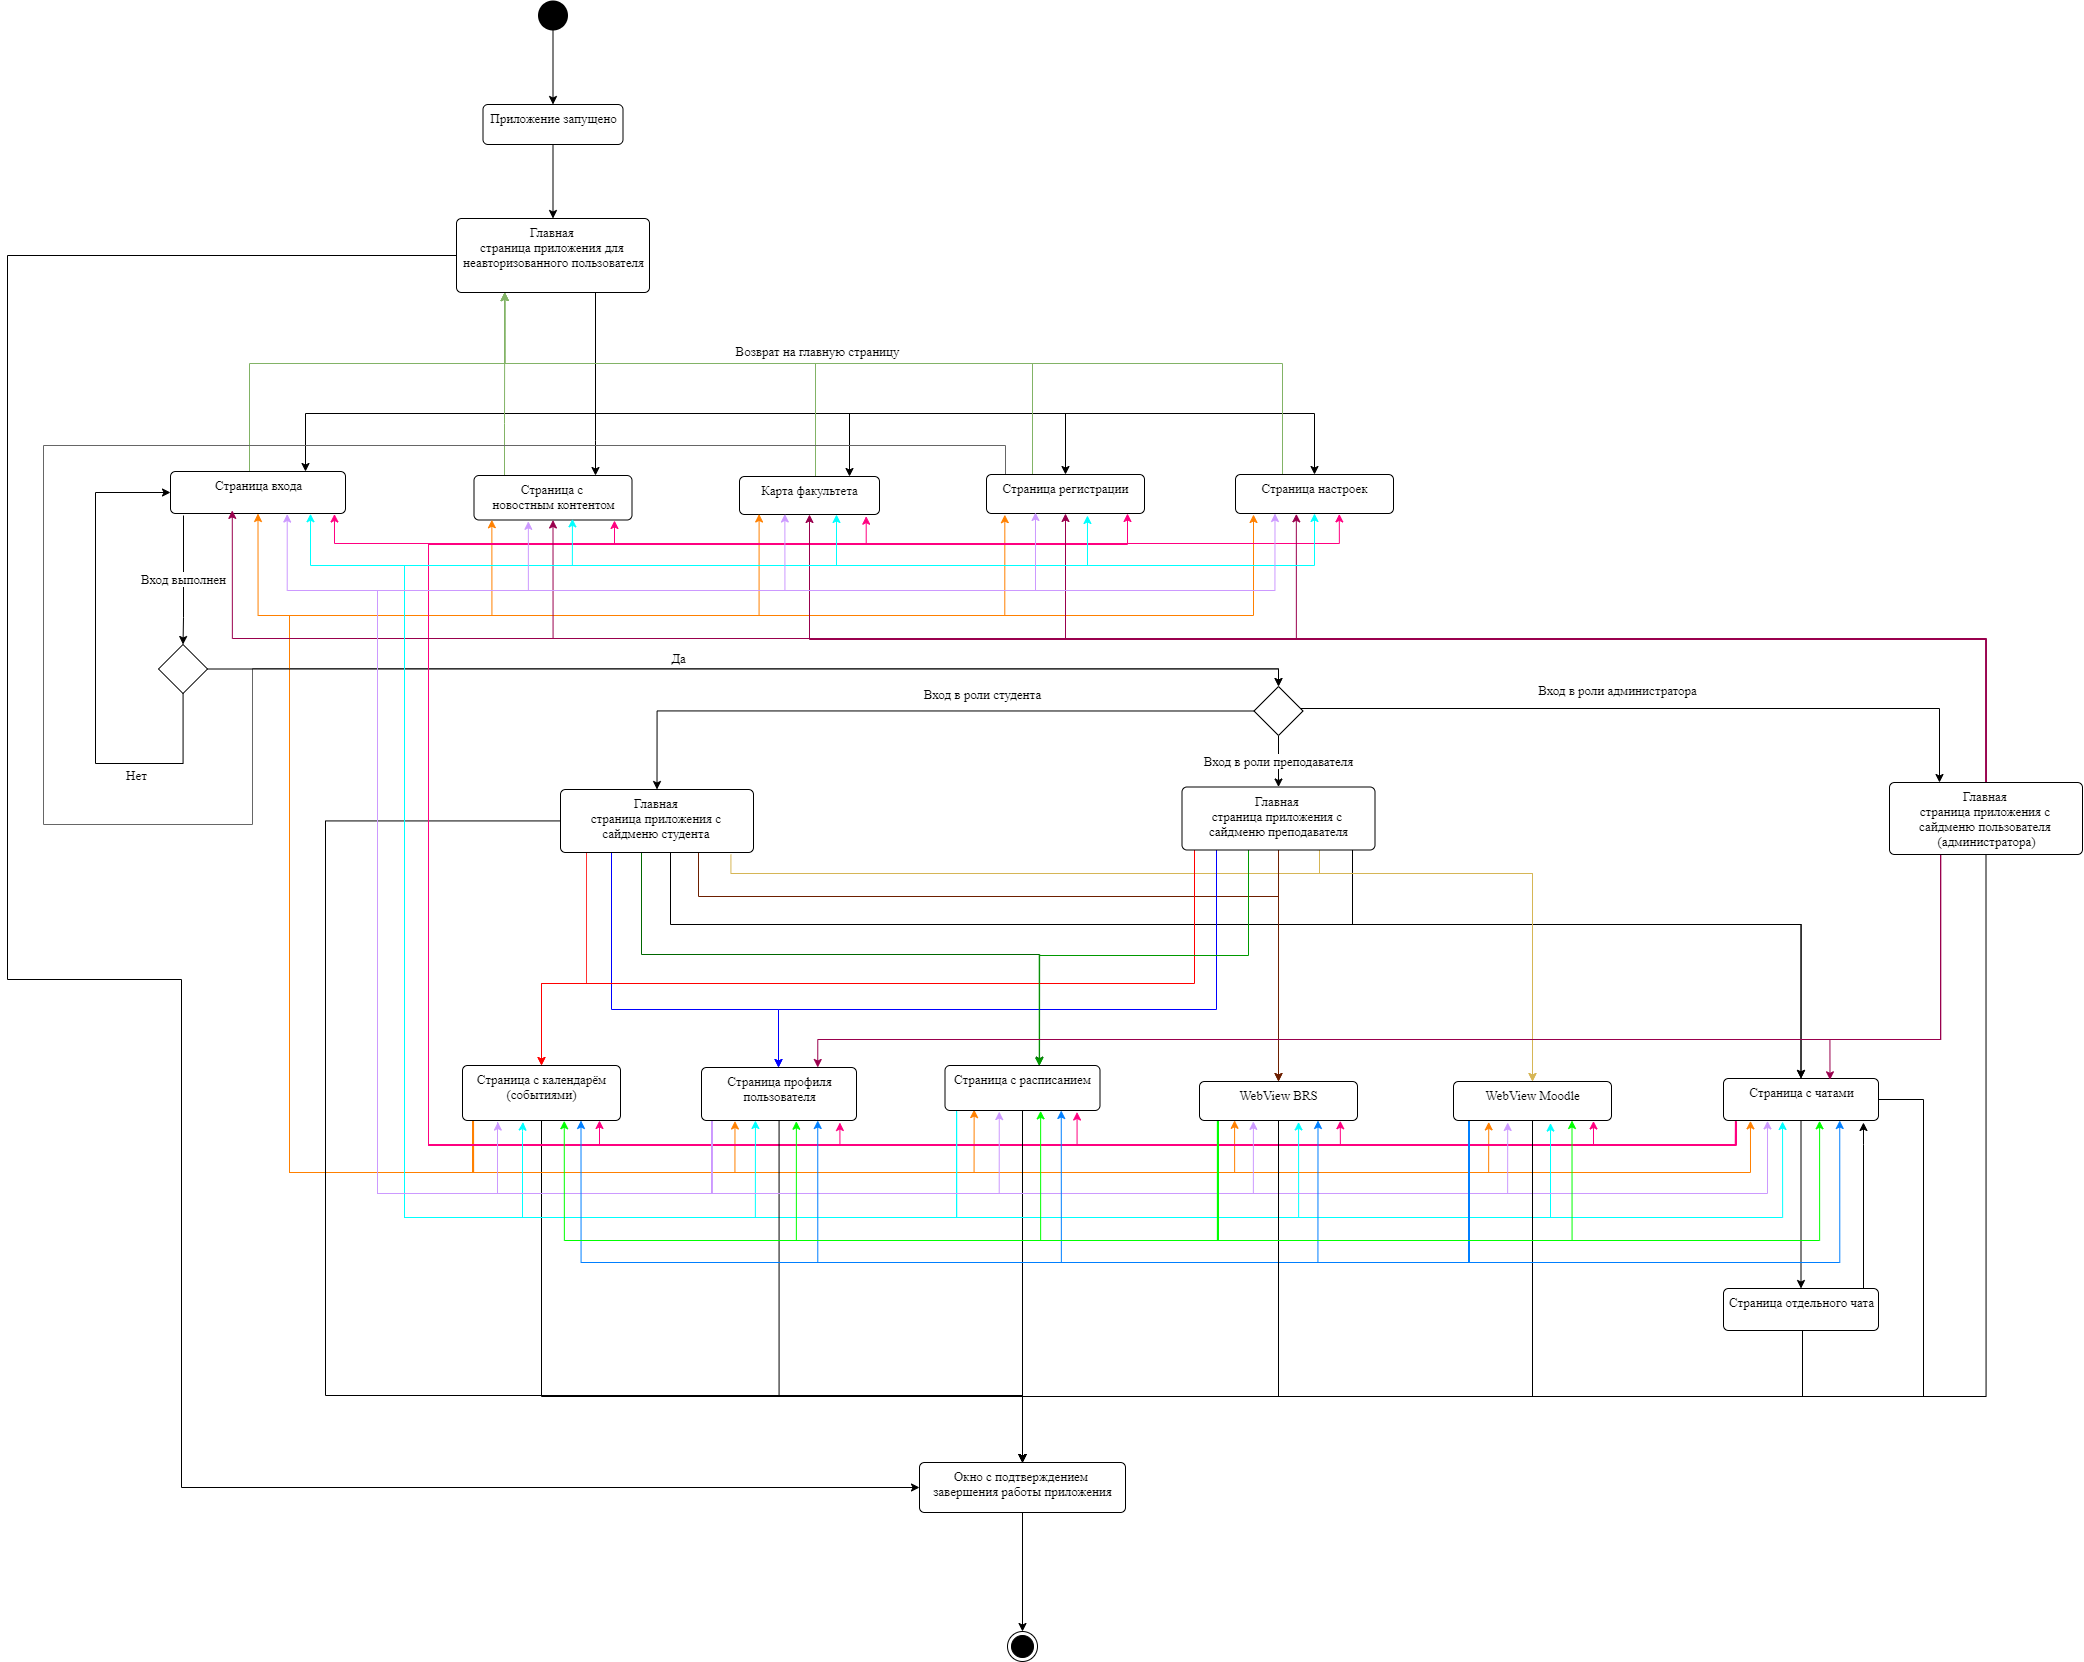 Приложение запущено
Главная
страница приложения для
неавторизованного пользователя
Возврат на главную страницу
Страница входа
Страница с
новостным контентом
Карта факультета
Страница регистрации
Страница настроек
Вход выполнен
Да
Вход в роли студента
Вход в роли администратора
Вход в роли преподавателя
Нет
Главная
страница приложения с
сайдменю студента
Главная
страница приложения с
сайдменю преподавателя
Главная
страница приложения с
сайдменю пользователя
(администратора)
Страница с календарём
(событиями)
Страница профиля
пользователя
Страница с расписанием
WebView BRS
WebView Moodle
Страница с чатами
Страница отдельного чата
Окно с подтверждением
завершения работы приложения